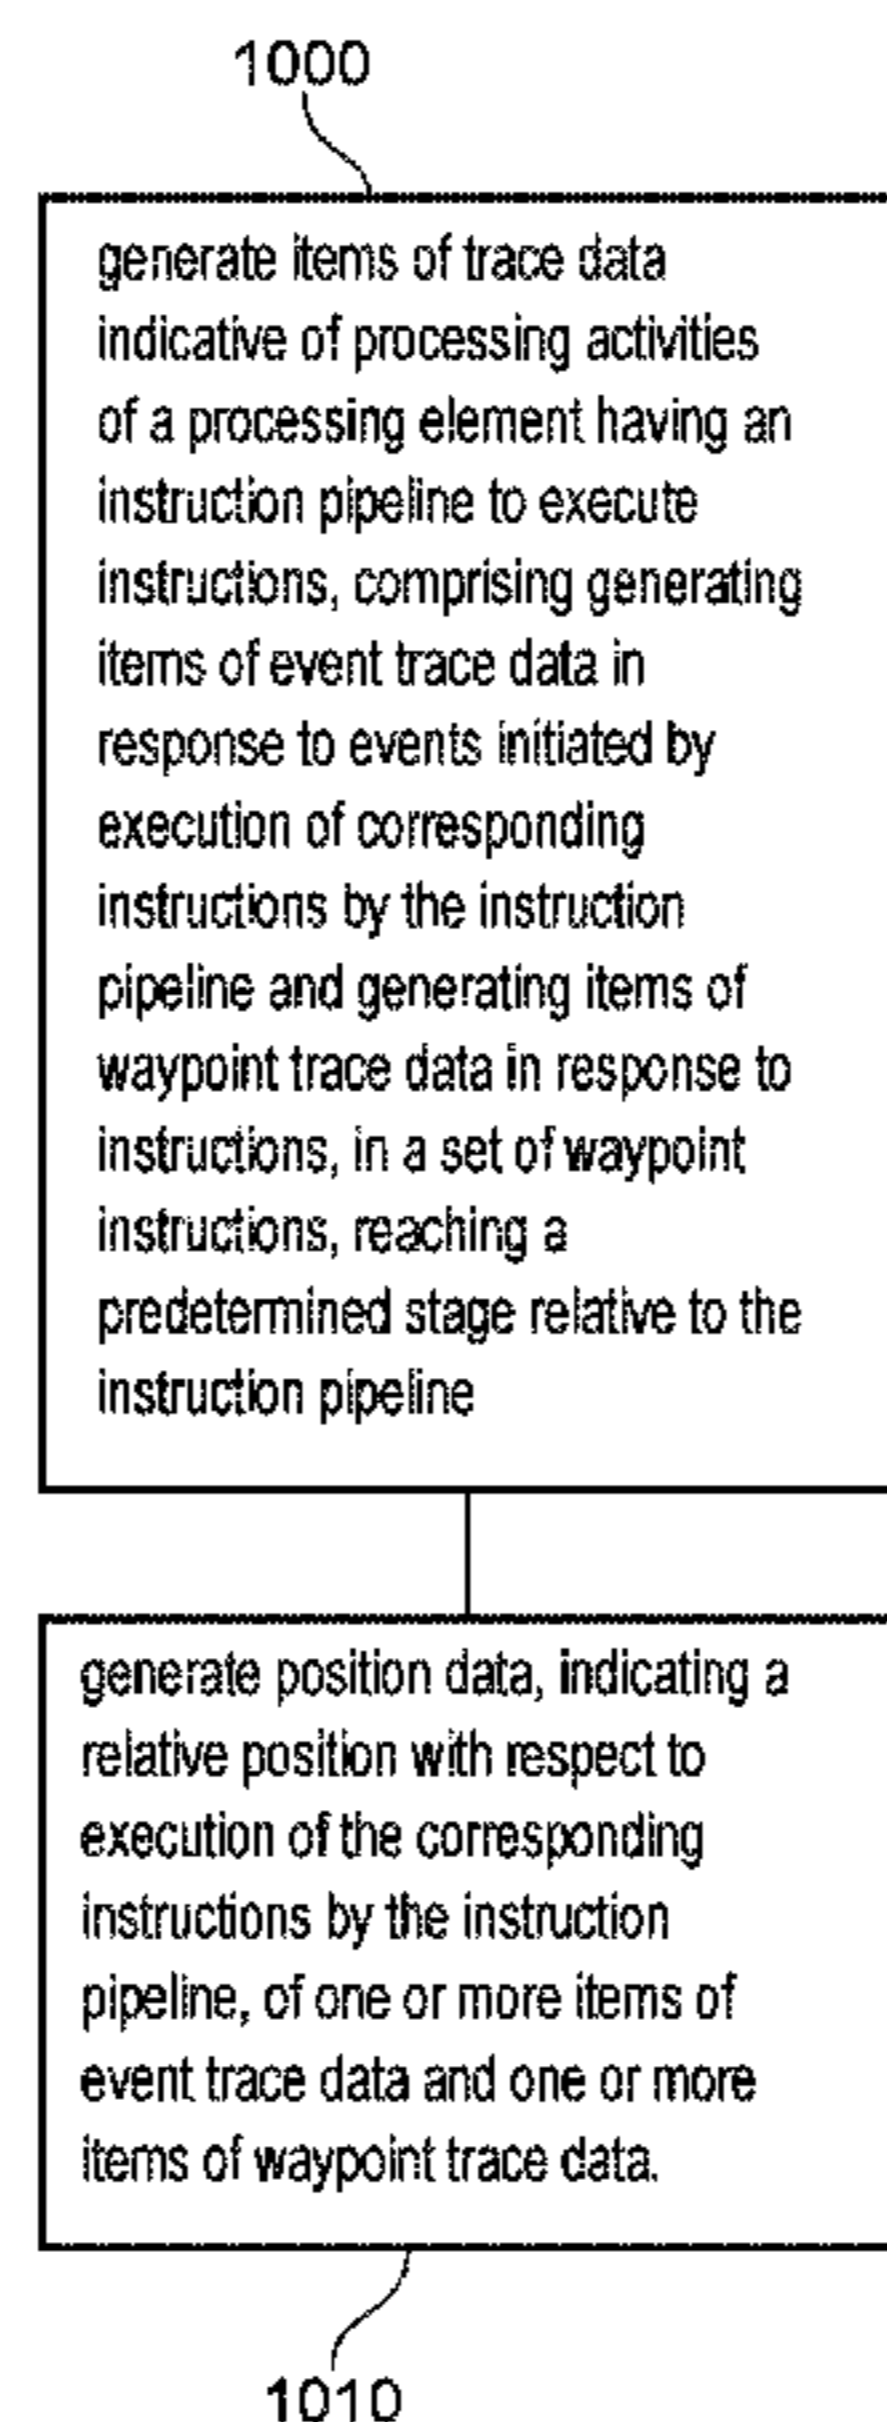 1000
generate items of trace data
indicative of processing activities
of a processing element having an
instruction pipeline to execute
instructions, comprising generating
items of event trace data in
response to events initiated by
execution of corresponding
instructions by the instruction
pipeline and generating items of
waypoint trace data in response to
instructions, in a set of waypoint
instructions, reaching a
predetermined stage relative to the
instruction pipeline
generate position data, indicating a
relative position with respect to
execution of the corresponding
instructions by the instruction
pipeline, of one or more items of
event trace data and one or more
items of waypoint trace data.
1010